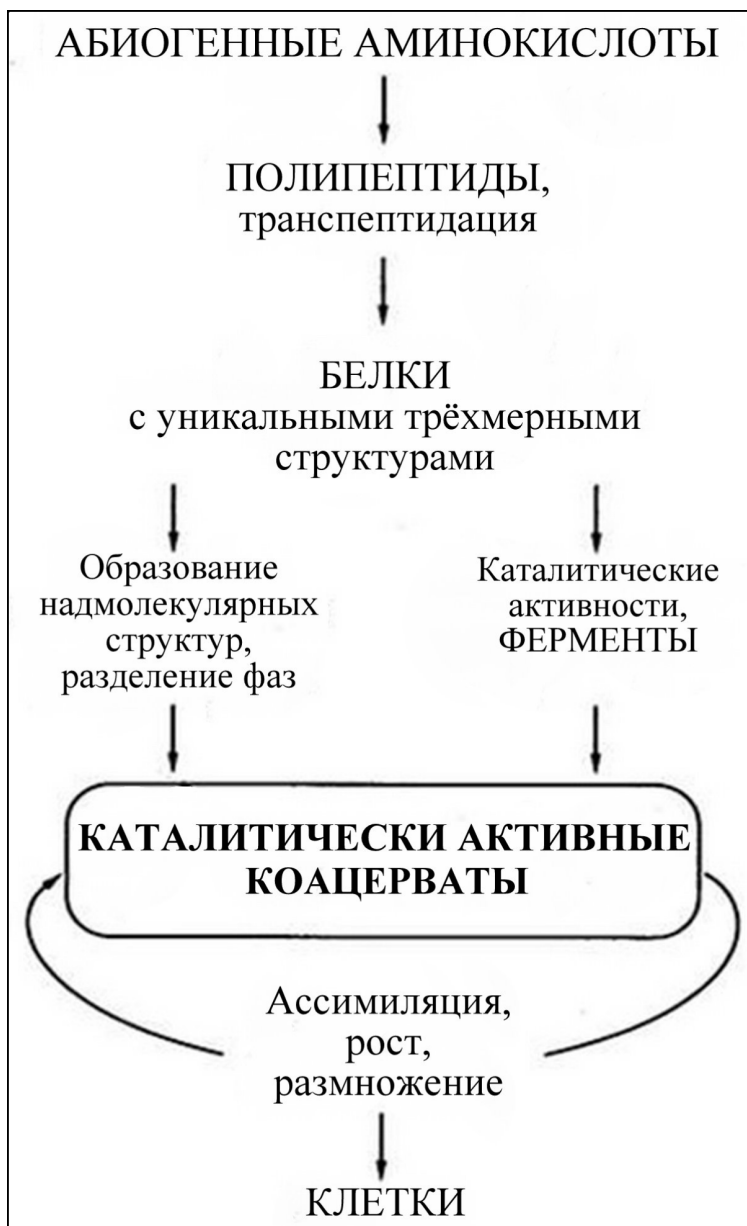 АБИОГЕННЫЕ АМИНОКИСЛОТЫ
ПОЛИПЕПТИДЫ,
транспептидация
БЕЛКИ
с уникальными трёхмерными
структурами
Образование
надмолекулярных
структур,
разделение фаз
Каталитические
активности,
ФЕРМЕНТЫ
КАТАЛИТИЧЕСКИ АКТИВНЫЕ
КОАЦЕРВАТЫ
Ассимиляция,
рост,
размножение
КЛЕТКИ